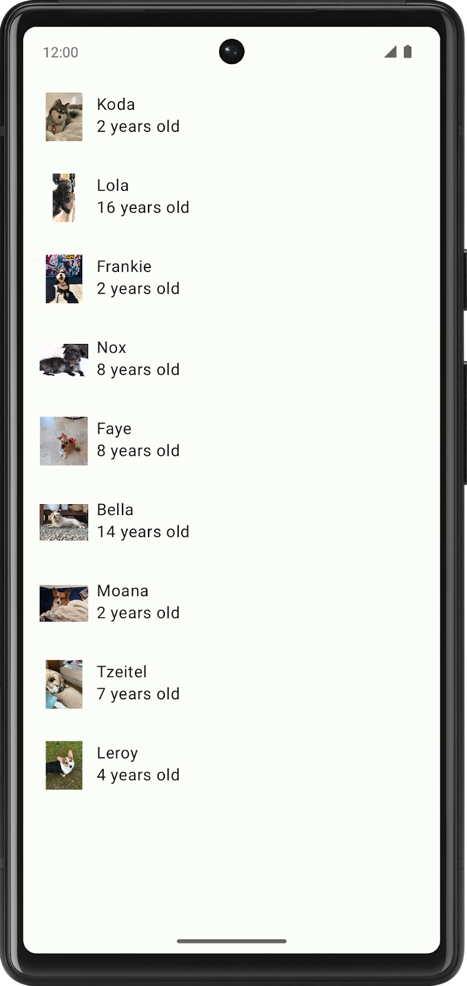 12:00
Koda
2 years old
Lola
16 years old
Frankie
2 years old
Nox
8 years old
Faye
8 years old
Bella
14 years old
Moana
2 years old
Tzeitel
7 years old
Leroy
4 years old